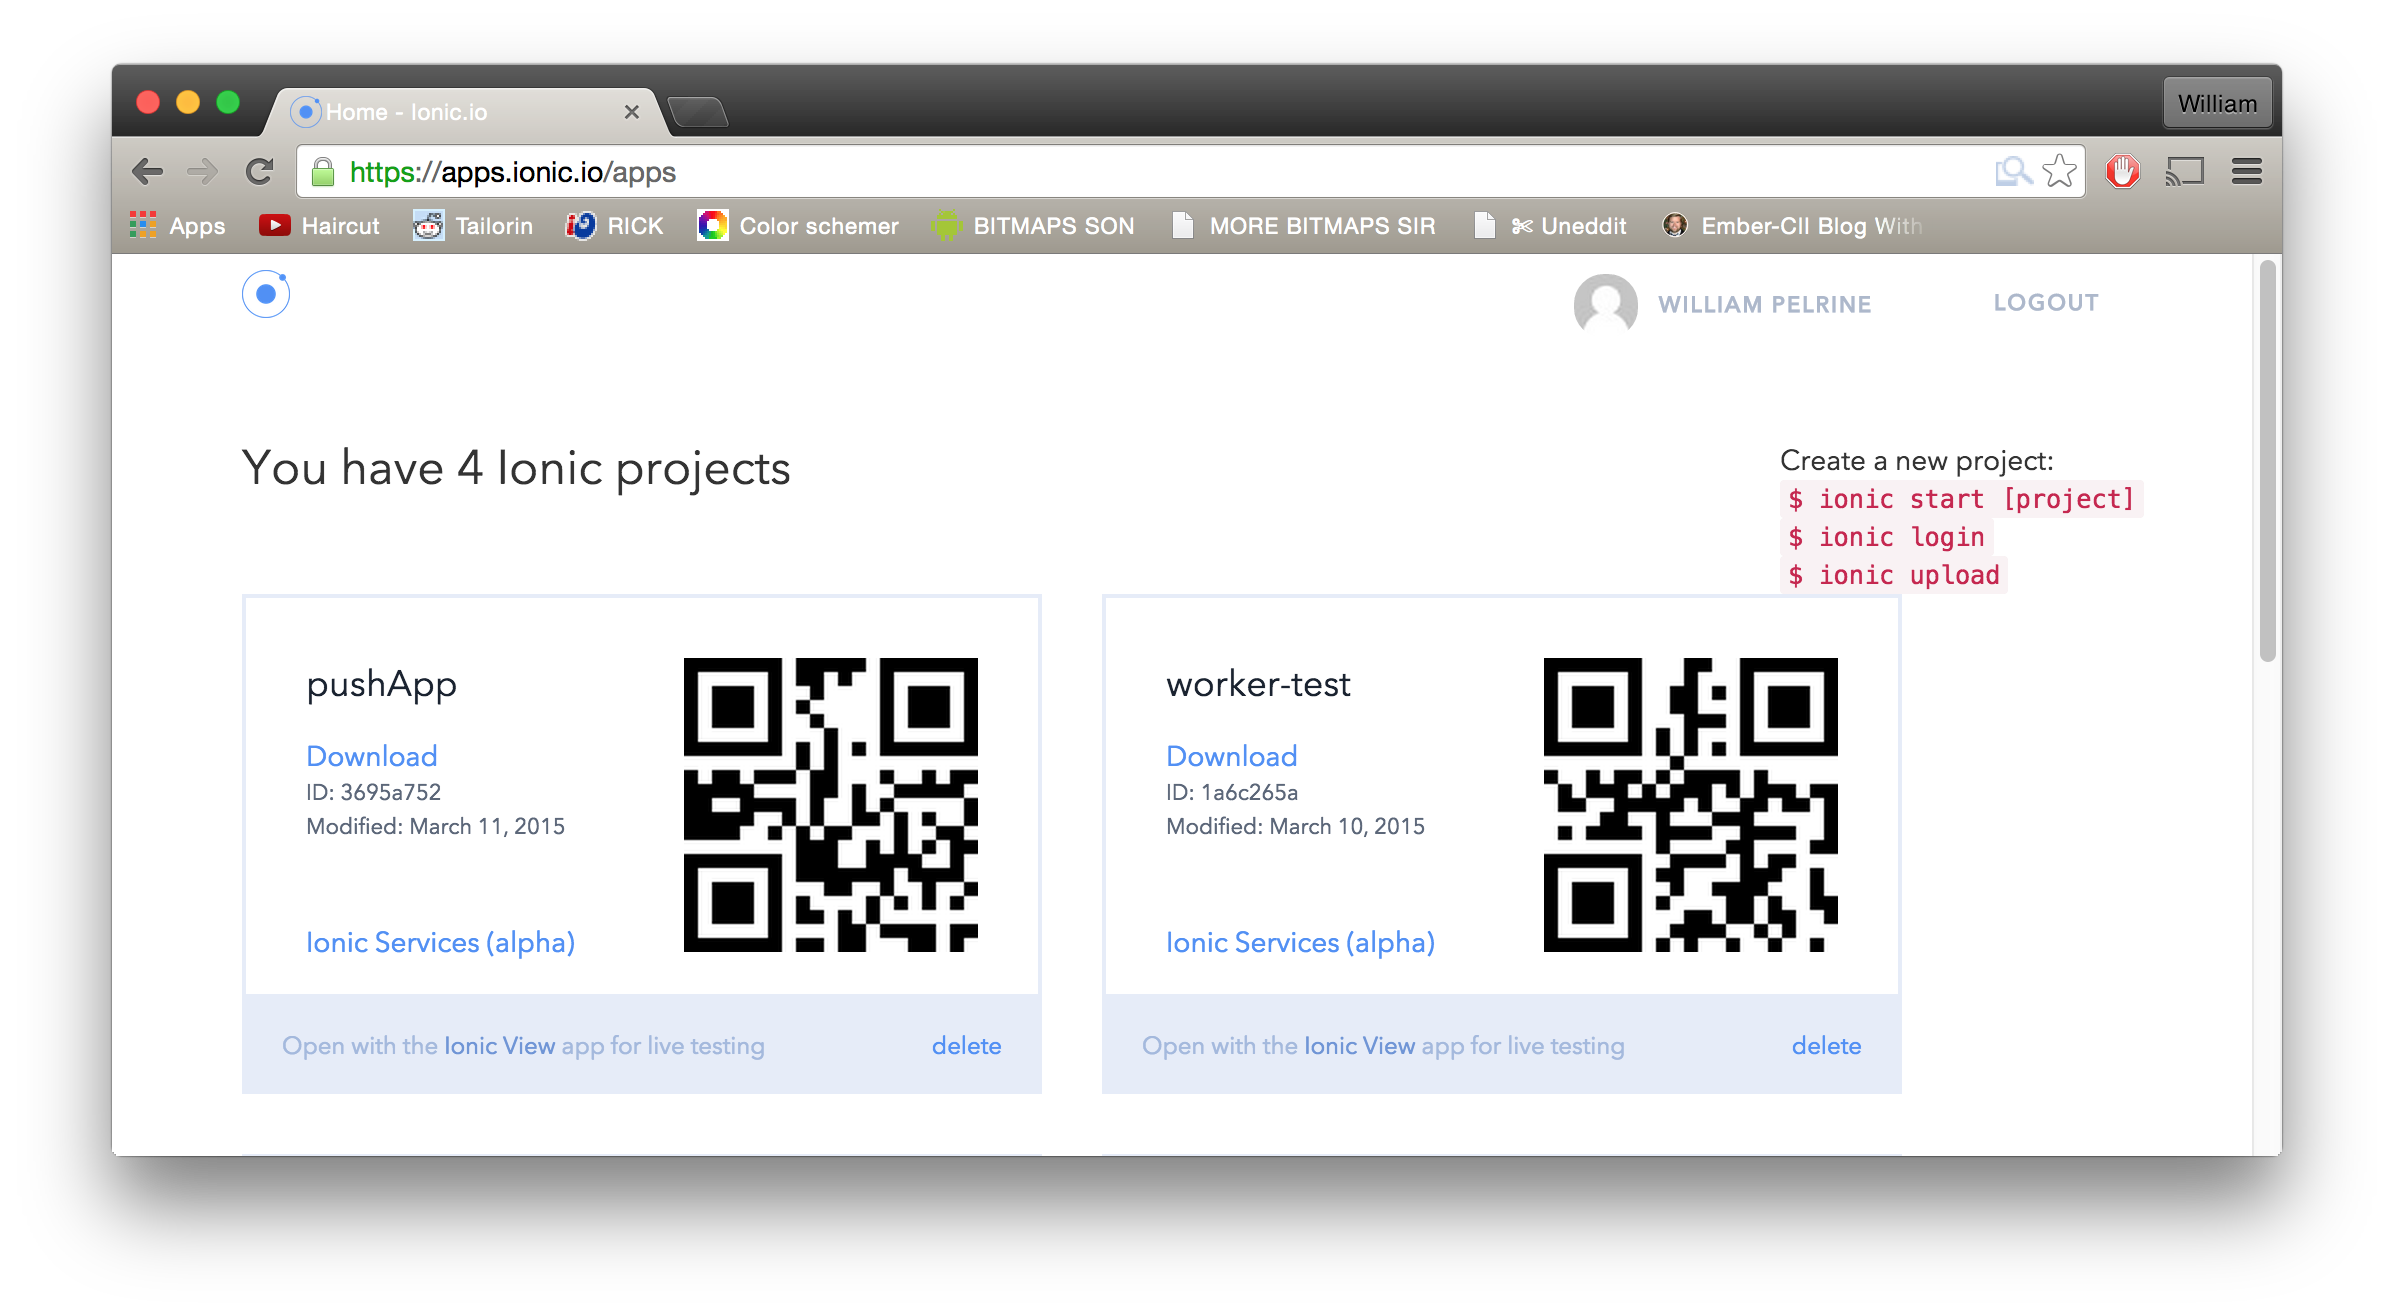 Home - Ionic.io
William
https://apps.ionic.io/apps
Apps Haircut Tailorin RICK Color schemer BITMAPS SON MORE BITMAPS SIR Uneddit Ember-ClI Blog With
WILLIAM PELRINE LOGOUT
You have 4 Ionic projects
Create a new project:
$ ionic start [project]
$ ionic login
$ ionic upload
pushApp
Download
ID: 3695a752
Modified: March 11, 2015
Ionic Services (alpha)
Open with the Ionic View app for live testing delete
worker-test
Download
ID: 1a6c265a
Modified: March 10, 2015
Ionic Services (alpha)
Open with the Ionic View app for live testing delete